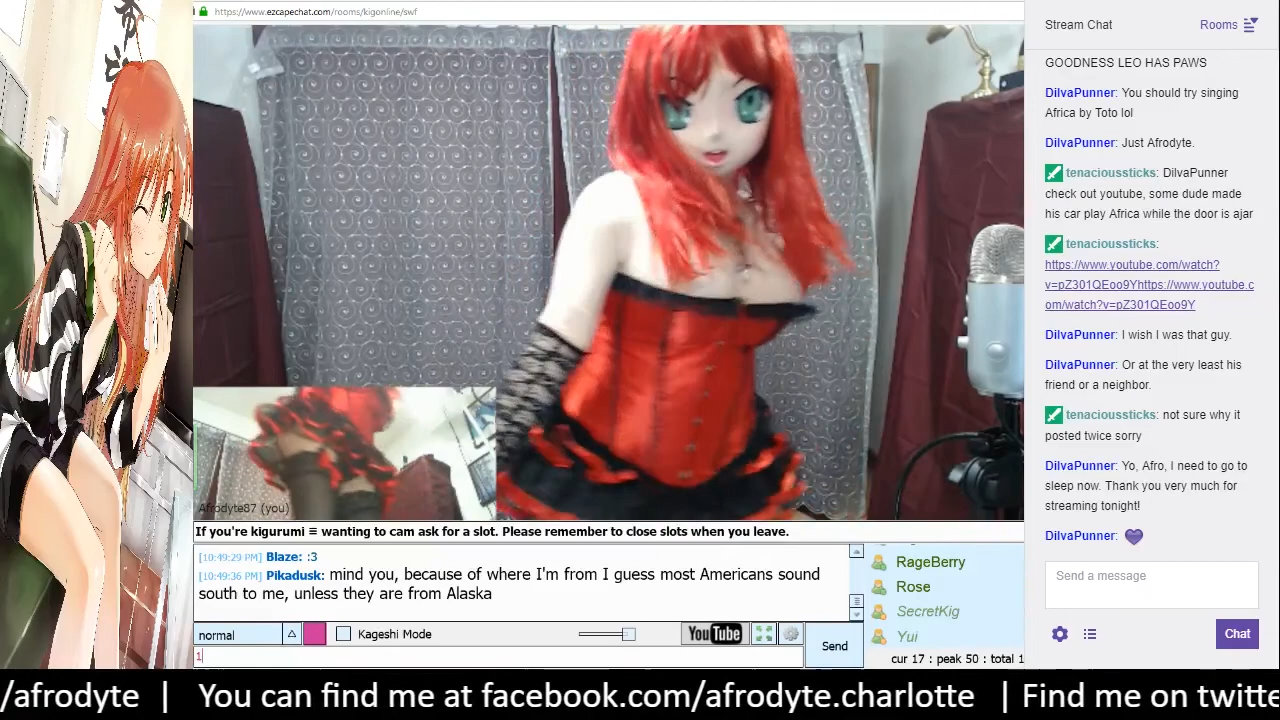 https://www.ezcapechat.com/rooms/kigonline/swf
Afrodyte87 (you)
If you're kigurumi ≡ wanting to cam ask for a slot. Please remember to close slots when you leave.
[10:49:29 PM] Blaze: :3
[10:49:36 PM] Pikadusk: mind you, because of where I'm from I guess most Americans sound
south to me, unless they are from Alaska
RageBerry
Rose
SecretKig
Yui
normal
Kageshi Mode
YouTube
Send
1
cur 17 : peak 50 : total 1
Stream Chat
Rooms
GOODNESS LEO HAS PAWS
DilvaPunner: You should try singing
Africa by Toto lol
DilvaPunner: Just Afrodyte.
tenaciousssticks: DilvaPunner
check out youtube, some dude made
his car play Africa while the door is ajar
tenaciousssticks:
https://www.youtube.com/watch?
v=pZ301QEoo9Yhttps://www.youtube.c
om/watch?v=pZ301QEoo9Y
DilvaPunner: I wish I was that guy.
DilvaPunner: Or at the very least his
friend or a neighbor.
tenaciousssticks: not sure why it
posted twice sorry
DilvaPunner: Yo, Afro, I need to go to
sleep now. Thank you very much for
streaming tonight!
DilvaPunner:
Send a message
Chat
/afrodyte | You can find me at facebook.com/afrodyte.charlotte | Find me on twitte